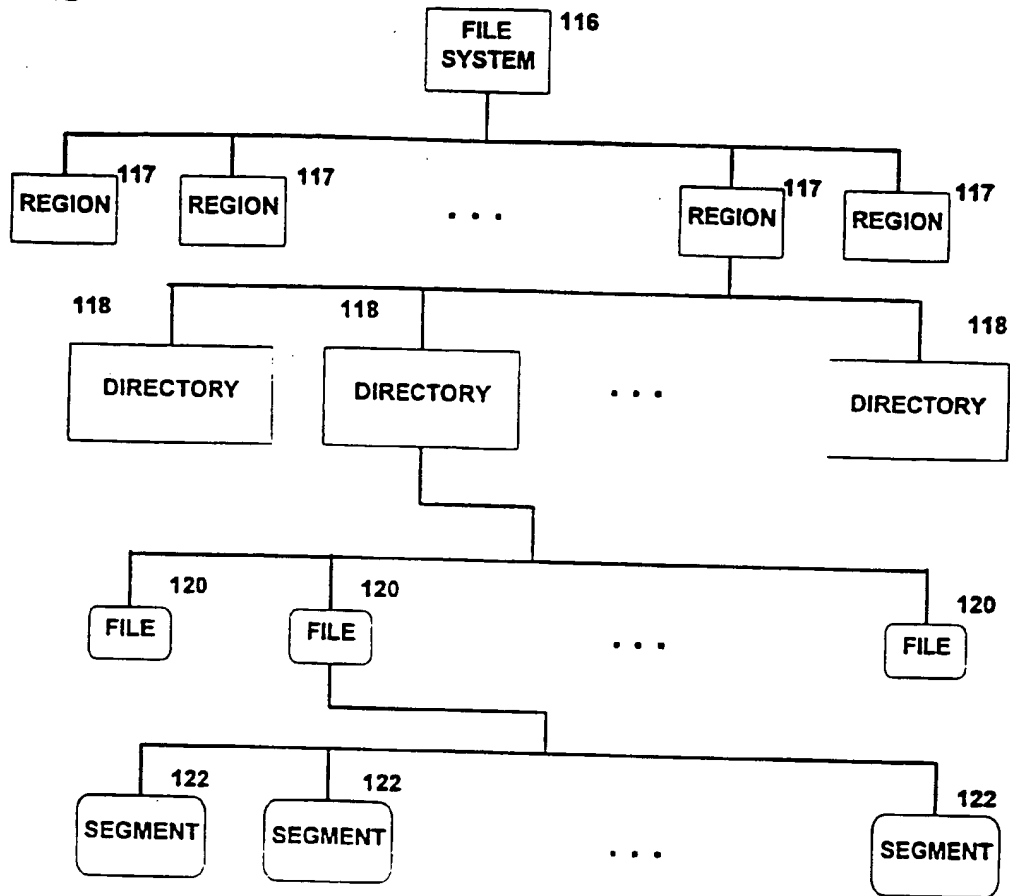 116
FILE
SYSTEM
117 117 117 117
REGION REGION . . . REGION REGION
118 118 118
DIRECTORY DIRECTORY . . . DIRECTORY
120 120 120
FILE FILE . . . FILE
122 122 122
SEGMENT SEGMENT . . . SEGMENT